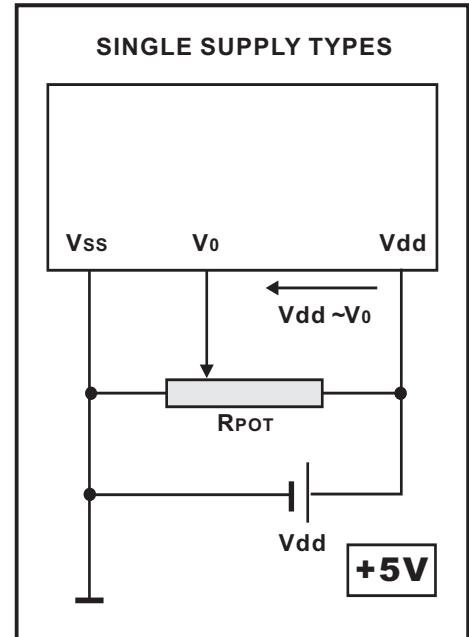 SINGLE SUPPLY TYPES
Vss V0 Vdd
Vdd ~V0
RPOT
Vdd
+5V